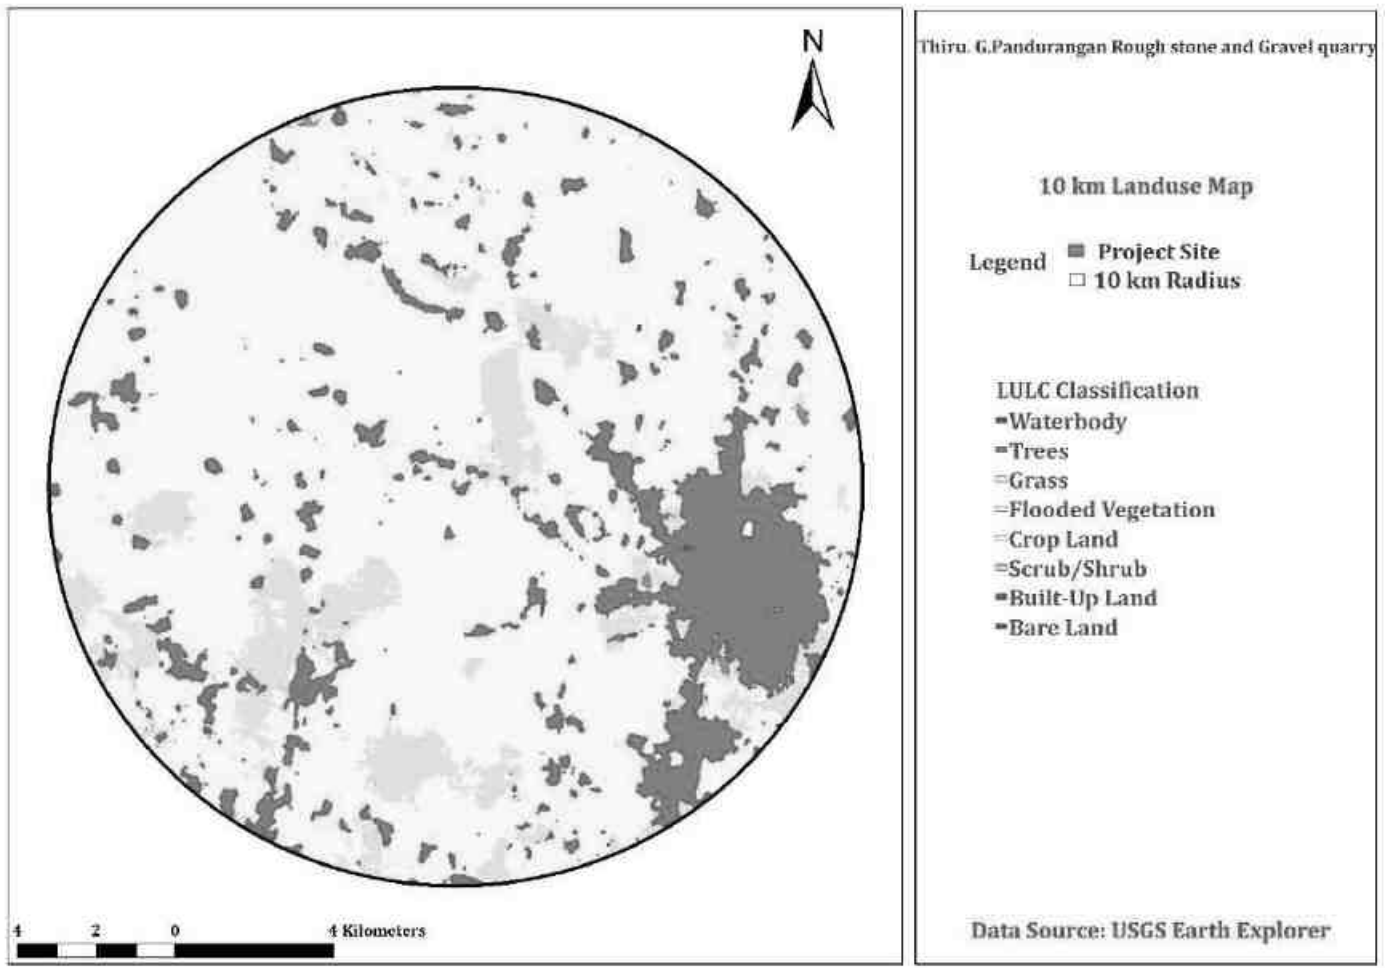 N
4 2 0 4 Kilometers
Thiru. G.Pandurangan Rough stone and Gravel quarry
10 km Landuse Map
Legend
Project Site
10 km Radius
LULC Classification
Waterbody
Trees
Grass
Flooded Vegetation
Crop Land
Scrub/Shrub
Built-Up Land
Bare Land
Data Source: USGS Earth Explorer